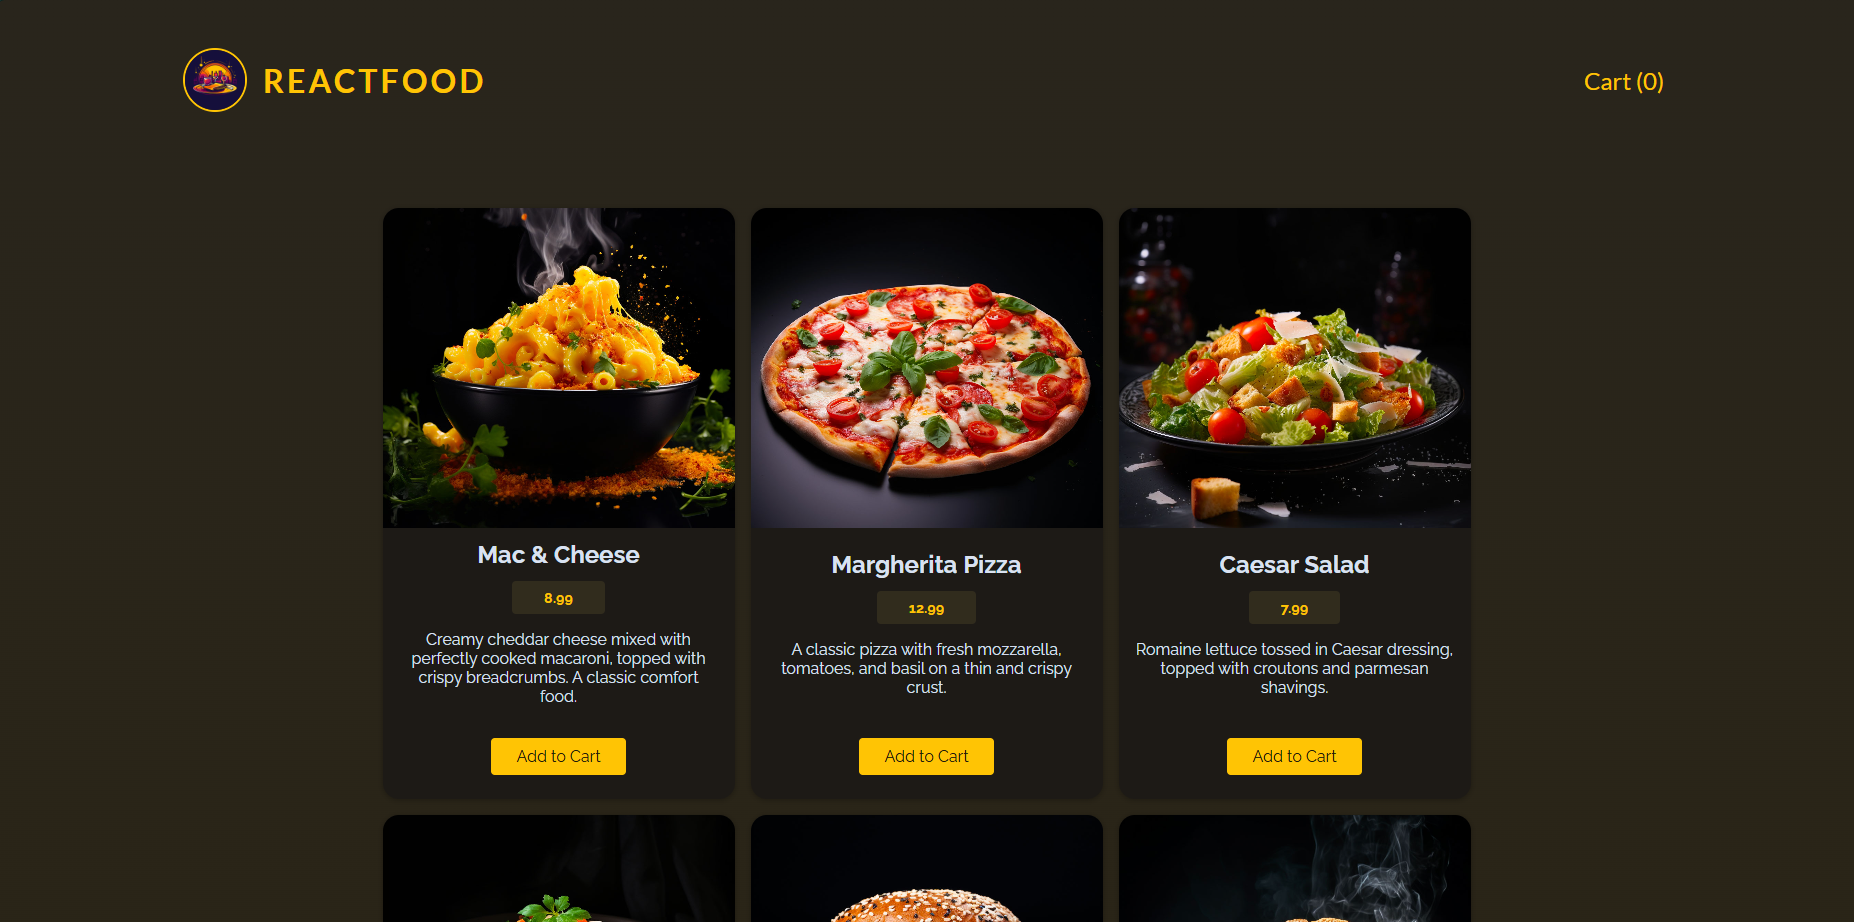 REACTFOOD
Cart (0)
Mac & Cheese
8.99
Creamy cheddar cheese mixed with
perfectly cooked macaroni, topped with
crispy breadcrumbs. A classic comfort
food.
Add to Cart
Margherita Pizza
12.99
A classic pizza with fresh mozzarella,
tomatoes, and basil on a thin and crispy
crust.
Add to Cart
Caesar Salad
7.99
Romaine lettuce tossed in Caesar dressing,
topped with croutons and parmesan
shavings.
Add to Cart